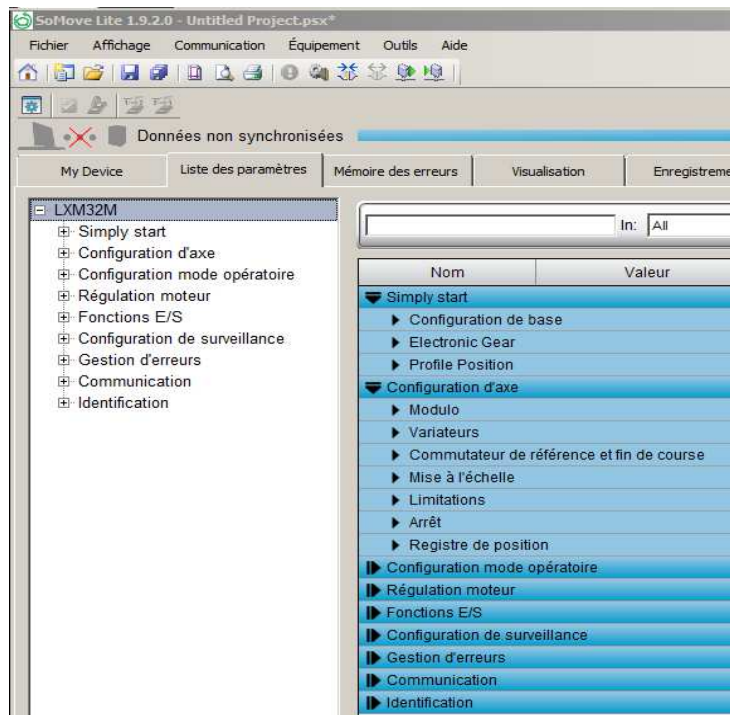 SoMove Lite 1.9.2.0 - Untitled Project.psx*
Fichier Affichage Communication Équipement Outils Aide
Données non synchronisées
My Device Liste des paramètres Mémoire des erreurs Visualisation Enregistreme
LXM32M
Simply start
Configuration d'axe
Configuration mode opératoire
Régulation moteur
Fonctions E/S
Configuration de surveillance
Gestion d'erreurs
Communication
Identification
In: All
Nom Valeur
Simply start
Configuration de base
Electronic Gear
Profile Position
Configuration d'axe
Modulo
Variateurs
Commutateur de référence et fin de course
Mise à l'échelle
Limitations
Arrêt
Registre de position
Configuration mode opératoire
Régulation moteur
Fonctions E/S
Configuration de surveillance
Gestion d'erreurs
Communication
Identification